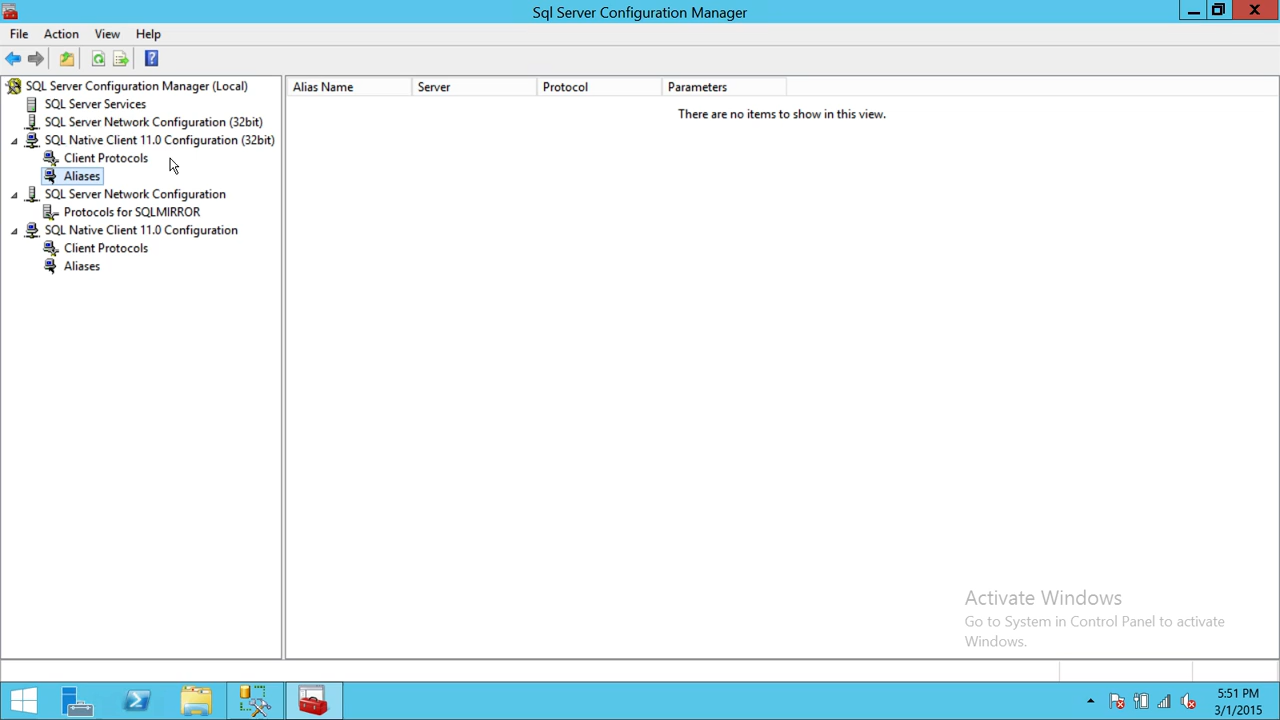 Sql Server Configuration Manager
File Action View Help
SQL Server Configuration Manager (Local)
SQL Server Services
SQL Server Network Configuration (32bit)
SQL Native Client 11.0 Configuration (32bit)
Client Protocols
Aliases
SQL Server Network Configuration
Protocols for SQLMIRROR
SQL Native Client 11.0 Configuration
Client Protocols
Aliases
Alias Name Server Protocol Parameters
There are no items to show in this view.
Activate Windows
Go to System in Control Panel to activate
Windows.
5:51 PM
3/1/2015